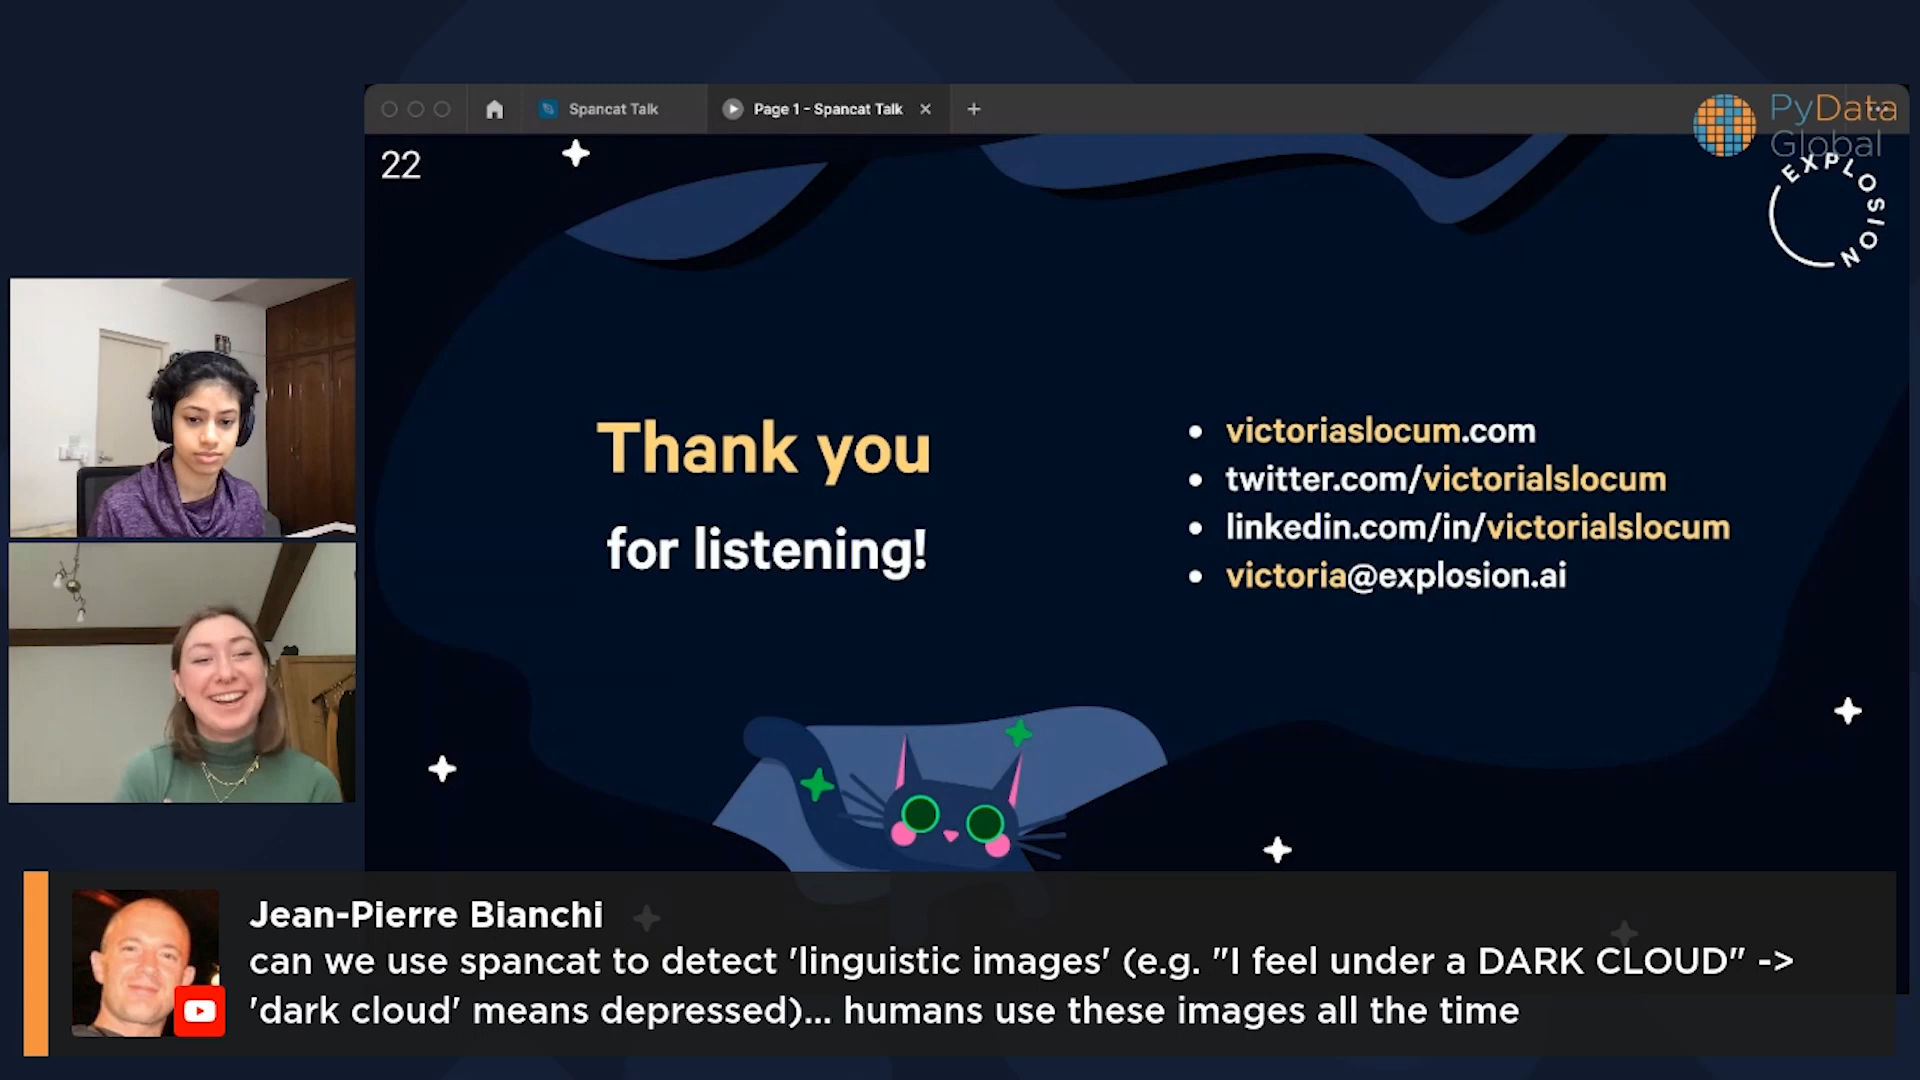 Spancat Talk
Page 1 - Spancat Talk
PyData
Global
22
EXPLOSION
Thank you
for listening!
victoriaslocum.com
twitter.com/victorialslocum
linkedin.com/in/victorialslocum
victoria@explosion.ai
Jean-Pierre Bianchi
can we use spancat to detect 'linguistic images' (e.g. "I feel under a DARK CLOUD" ->
'dark cloud' means depressed)... humans use these images all the time